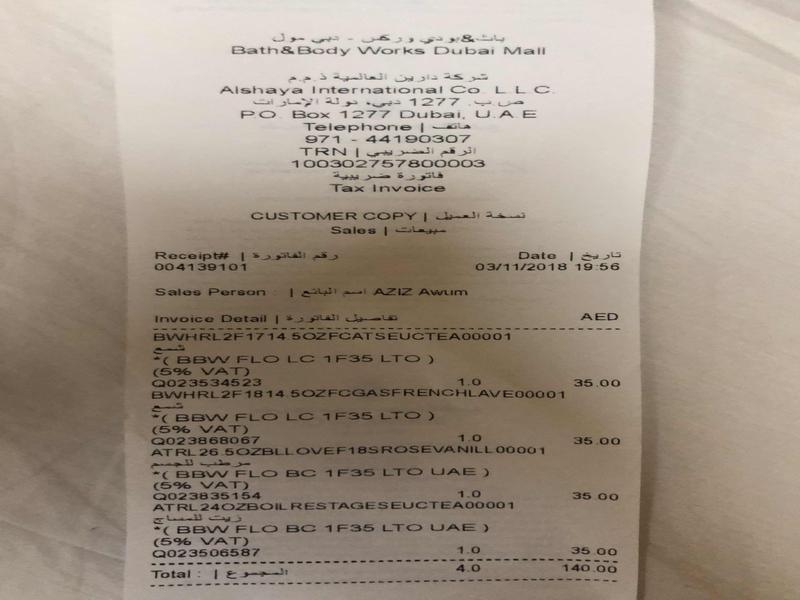 باث&بودي وركس - دبي مول
Bath&Body Works Dubai Mall
شركة دارين العالمية ذ.م.م
Alshaya International Co. L.L.C.
ص.ب. 1277 دبي، دولة الإمارات
P.O. Box 1277 Dubai, U.A.E
Telephone | هاتف
971 - 44190307
TRN | الرقم الضريبي
100302757800003
فاتورة ضريبية
Tax Invoice
CUSTOMER COPY | نسخة العميل
Sales | مبيعات
Receipt# | رقم الفاتورة Date | تاريخ
004139101 03/11/2018 19:56
Sales Person : | اسم البائع AZIZ Awum
Invoice Detail | تفاصيل الفاتورة AED
BWHRL2F1714.5OZFCATSEUCTEA00001
شمع
*( BBW FLO LC 1F35 LTO )
(5% VAT)
Q023534523 1.0 35.00
BWHRL2F1814.5OZFCGASFRENCHLAVE00001
شمع
*( BBW FLO LC 1F35 LTO )
(5% VAT)
Q023868067 1.0 35.00
ATRL26.5OZBLLOVEF18SROSEVANILL00001
مرطب للجسم
*( BBW FLO BC 1F35 LTO UAE )
(5% VAT)
Q023835154 1.0 35.00
ATRL24OZBOILRESTAGESEUCTEA00001
زيت للمساج
*( BBW FLO BC 1F35 LTO UAE )
(5% VAT)
Q023506587 1.0 35.00
Total : | المجموع 4.0 140.00